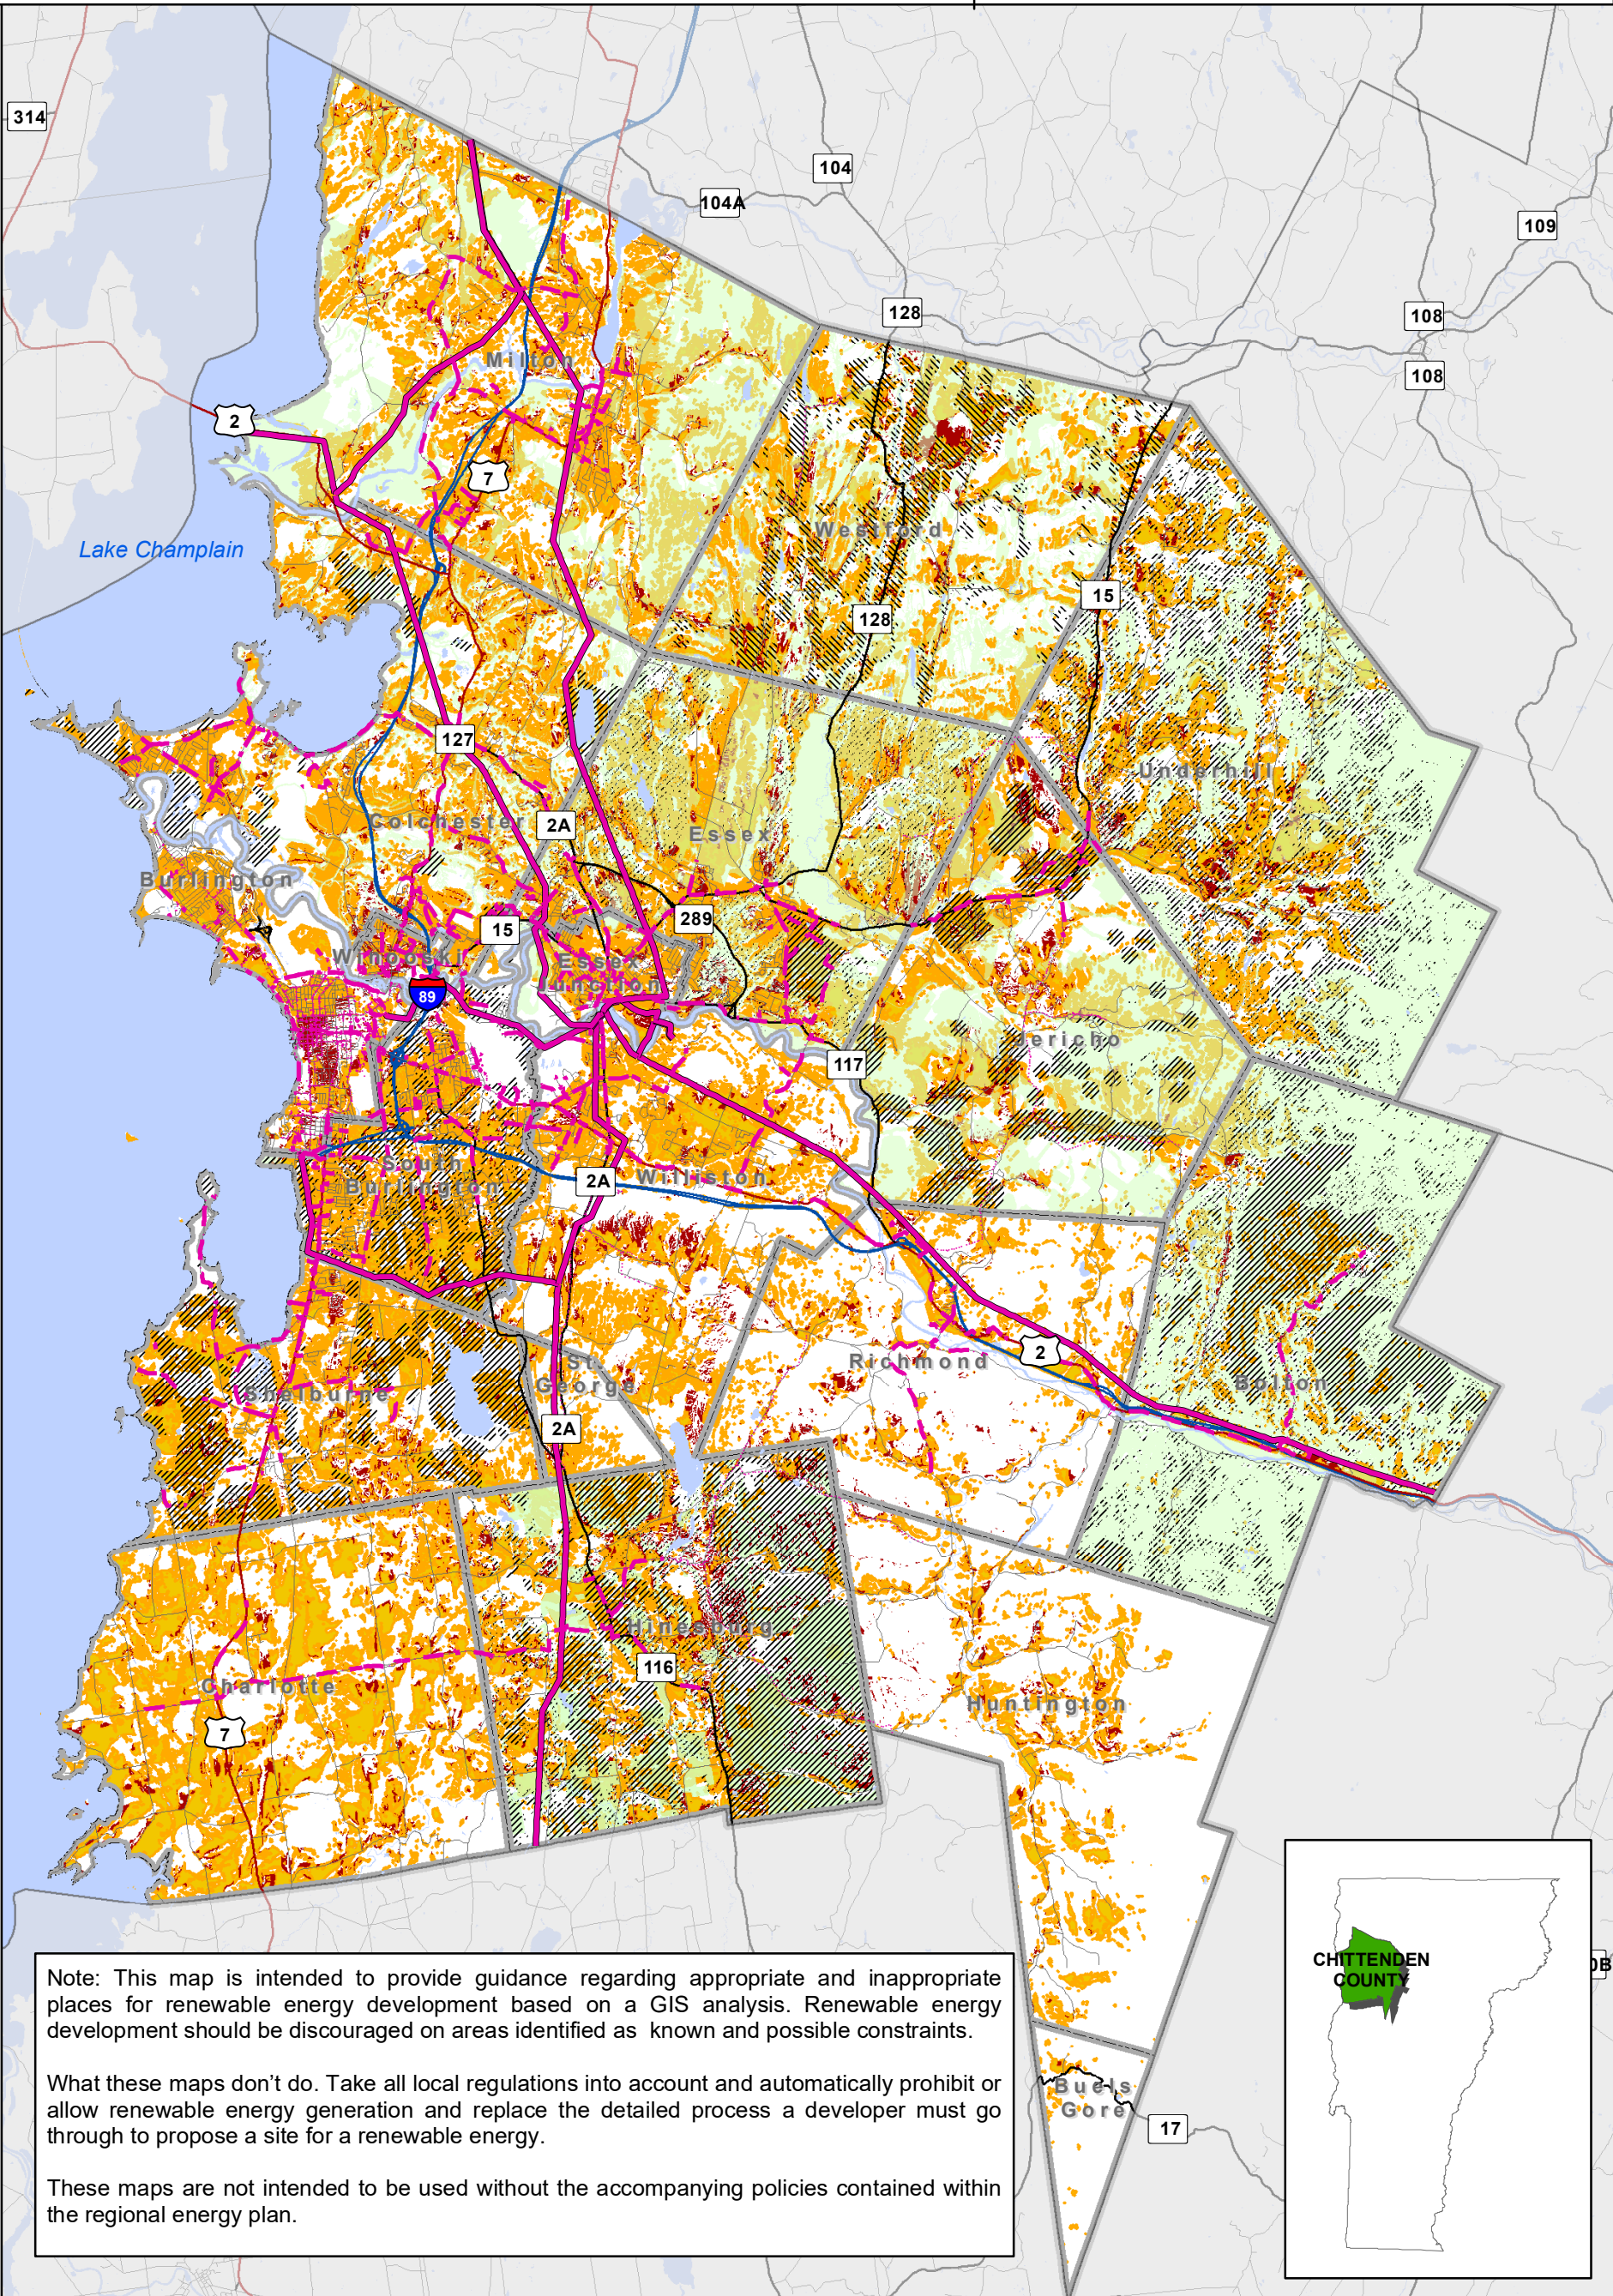 314
104
104A
109
128
108
108
Milton
2
7
Westford
Lake Champlain
128
15
127
Underhill
Colchester
2A
Essex
Burlington
15
289
Winooski
Essex
Junction
89
Jericho
117
South
Burlington
2A
Williston
St.
George
Richmond
2
Shelburne
Bolton
2A
Hinesburg
116
Charlotte
Huntington
7
CHITTENDEN
COUNTY
0B
Buels
Gore
17
Note: This map is intended to provide guidance regarding appropriate and inappropriate
places for renewable energy development based on a GIS analysis. Renewable energy
development should be discouraged on areas identified as known and possible constraints.
What these maps don't do. Take all local regulations into account and automatically prohibit or
allow renewable energy generation and replace the detailed process a developer must go
through to propose a site for a renewable energy.
These maps are not intended to be used without the accompanying policies contained within
the regional energy plan.